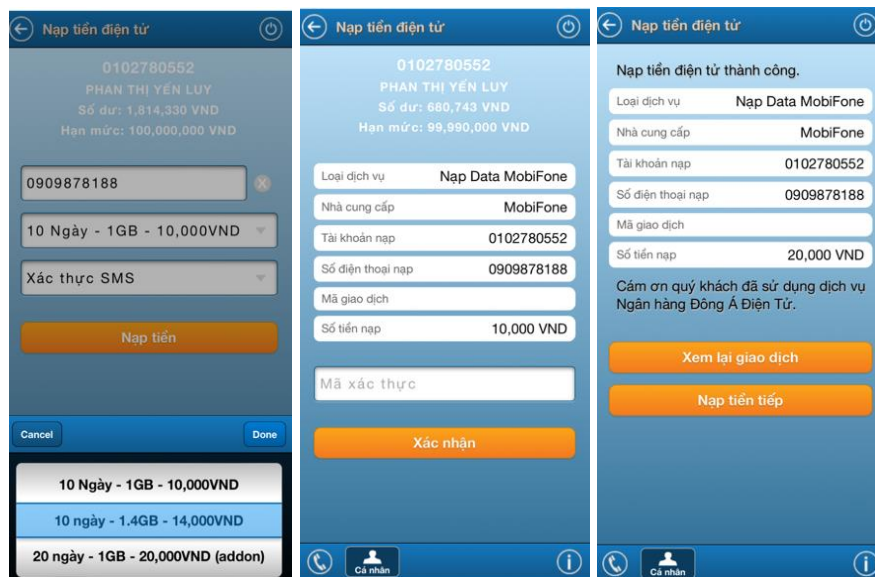 Nạp tiền điện tử
0102780552
PHAN THỊ YẾN LUY
Số dư: 1,814,330 VND
Hạn mức: 100,000,000 VND
0909878188
10 Ngày - 1GB - 10,000VND
Xác thực SMS
Nạp tiền
Cancel
Done
10 Ngày - 1GB - 10,000VND
10 ngày - 1.4GB - 14,000VND
20 ngày - 1GB - 20,000VND (addon)
Nạp tiền điện tử
0102780552
PHAN THỊ YẾN LUY
Số dư: 680,743 VND
Hạn mức: 99,990,000 VND
Loại dịch vụ Nạp Data MobiFone
Nhà cung cấp MobiFone
Tài khoản nạp 0102780552
Số điện thoại nạp 0909878188
Mã giao dịch
Số tiền nạp 10,000 VND
Mã xác thực
Xác nhận
Cá nhân
Nạp tiền điện tử
Nạp tiền điện tử thành công.
Loại dịch vụ Nạp Data MobiFone
Nhà cung cấp MobiFone
Tài khoản nạp 0102780552
Số điện thoại nạp 0909878188
Mã giao dịch
Số tiền nạp 20,000 VND
Cám ơn quý khách đã sử dụng dịch vụ
Ngân hàng Đông Á Điện Tử.
Xem lại giao dịch
Nạp tiền tiếp
Cá nhân